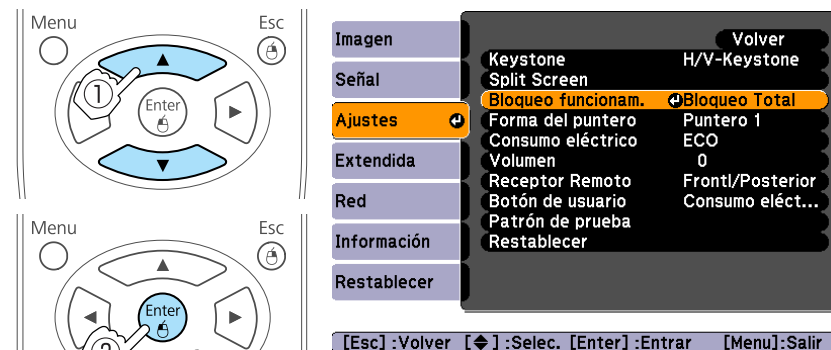 Menu
Esc
1
Enter
Menu
Esc
Enter
2
Imagen
Señal
Ajustes
Extendida
Red
Información
Restablecer
Volver
Keystone H/V-Keystone
Split Screen
Bloqueo funcionam. Bloqueo Total
Forma del puntero Puntero 1
Consumo eléctrico ECO
Volumen 0
Receptor Remoto Frontl/Posterior
Botón de usuario Consumo eléct...
Patrón de prueba
Restablecer
[Esc] :Volver [◆] :Selec. [Enter] :Entrar [Menu]:Salir